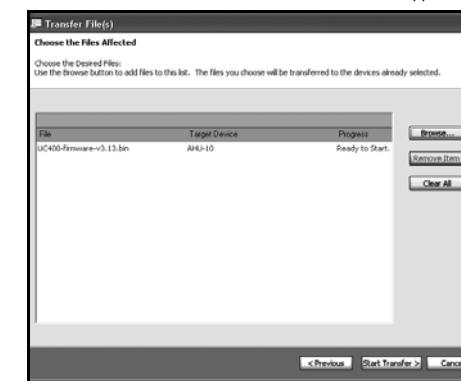 Transfer File(s)
Choose the Files Affected
Choose the Desired Files:
Use the Browse button to add files to this list. The files you choose will be transferred to the devices already selected.
File Target Device Progress
UC400-firmware-v3.13.bin AHU-10 Ready to Start.
Browse...
Remove Item
Clear All
< Previous Start Transfer > Cance